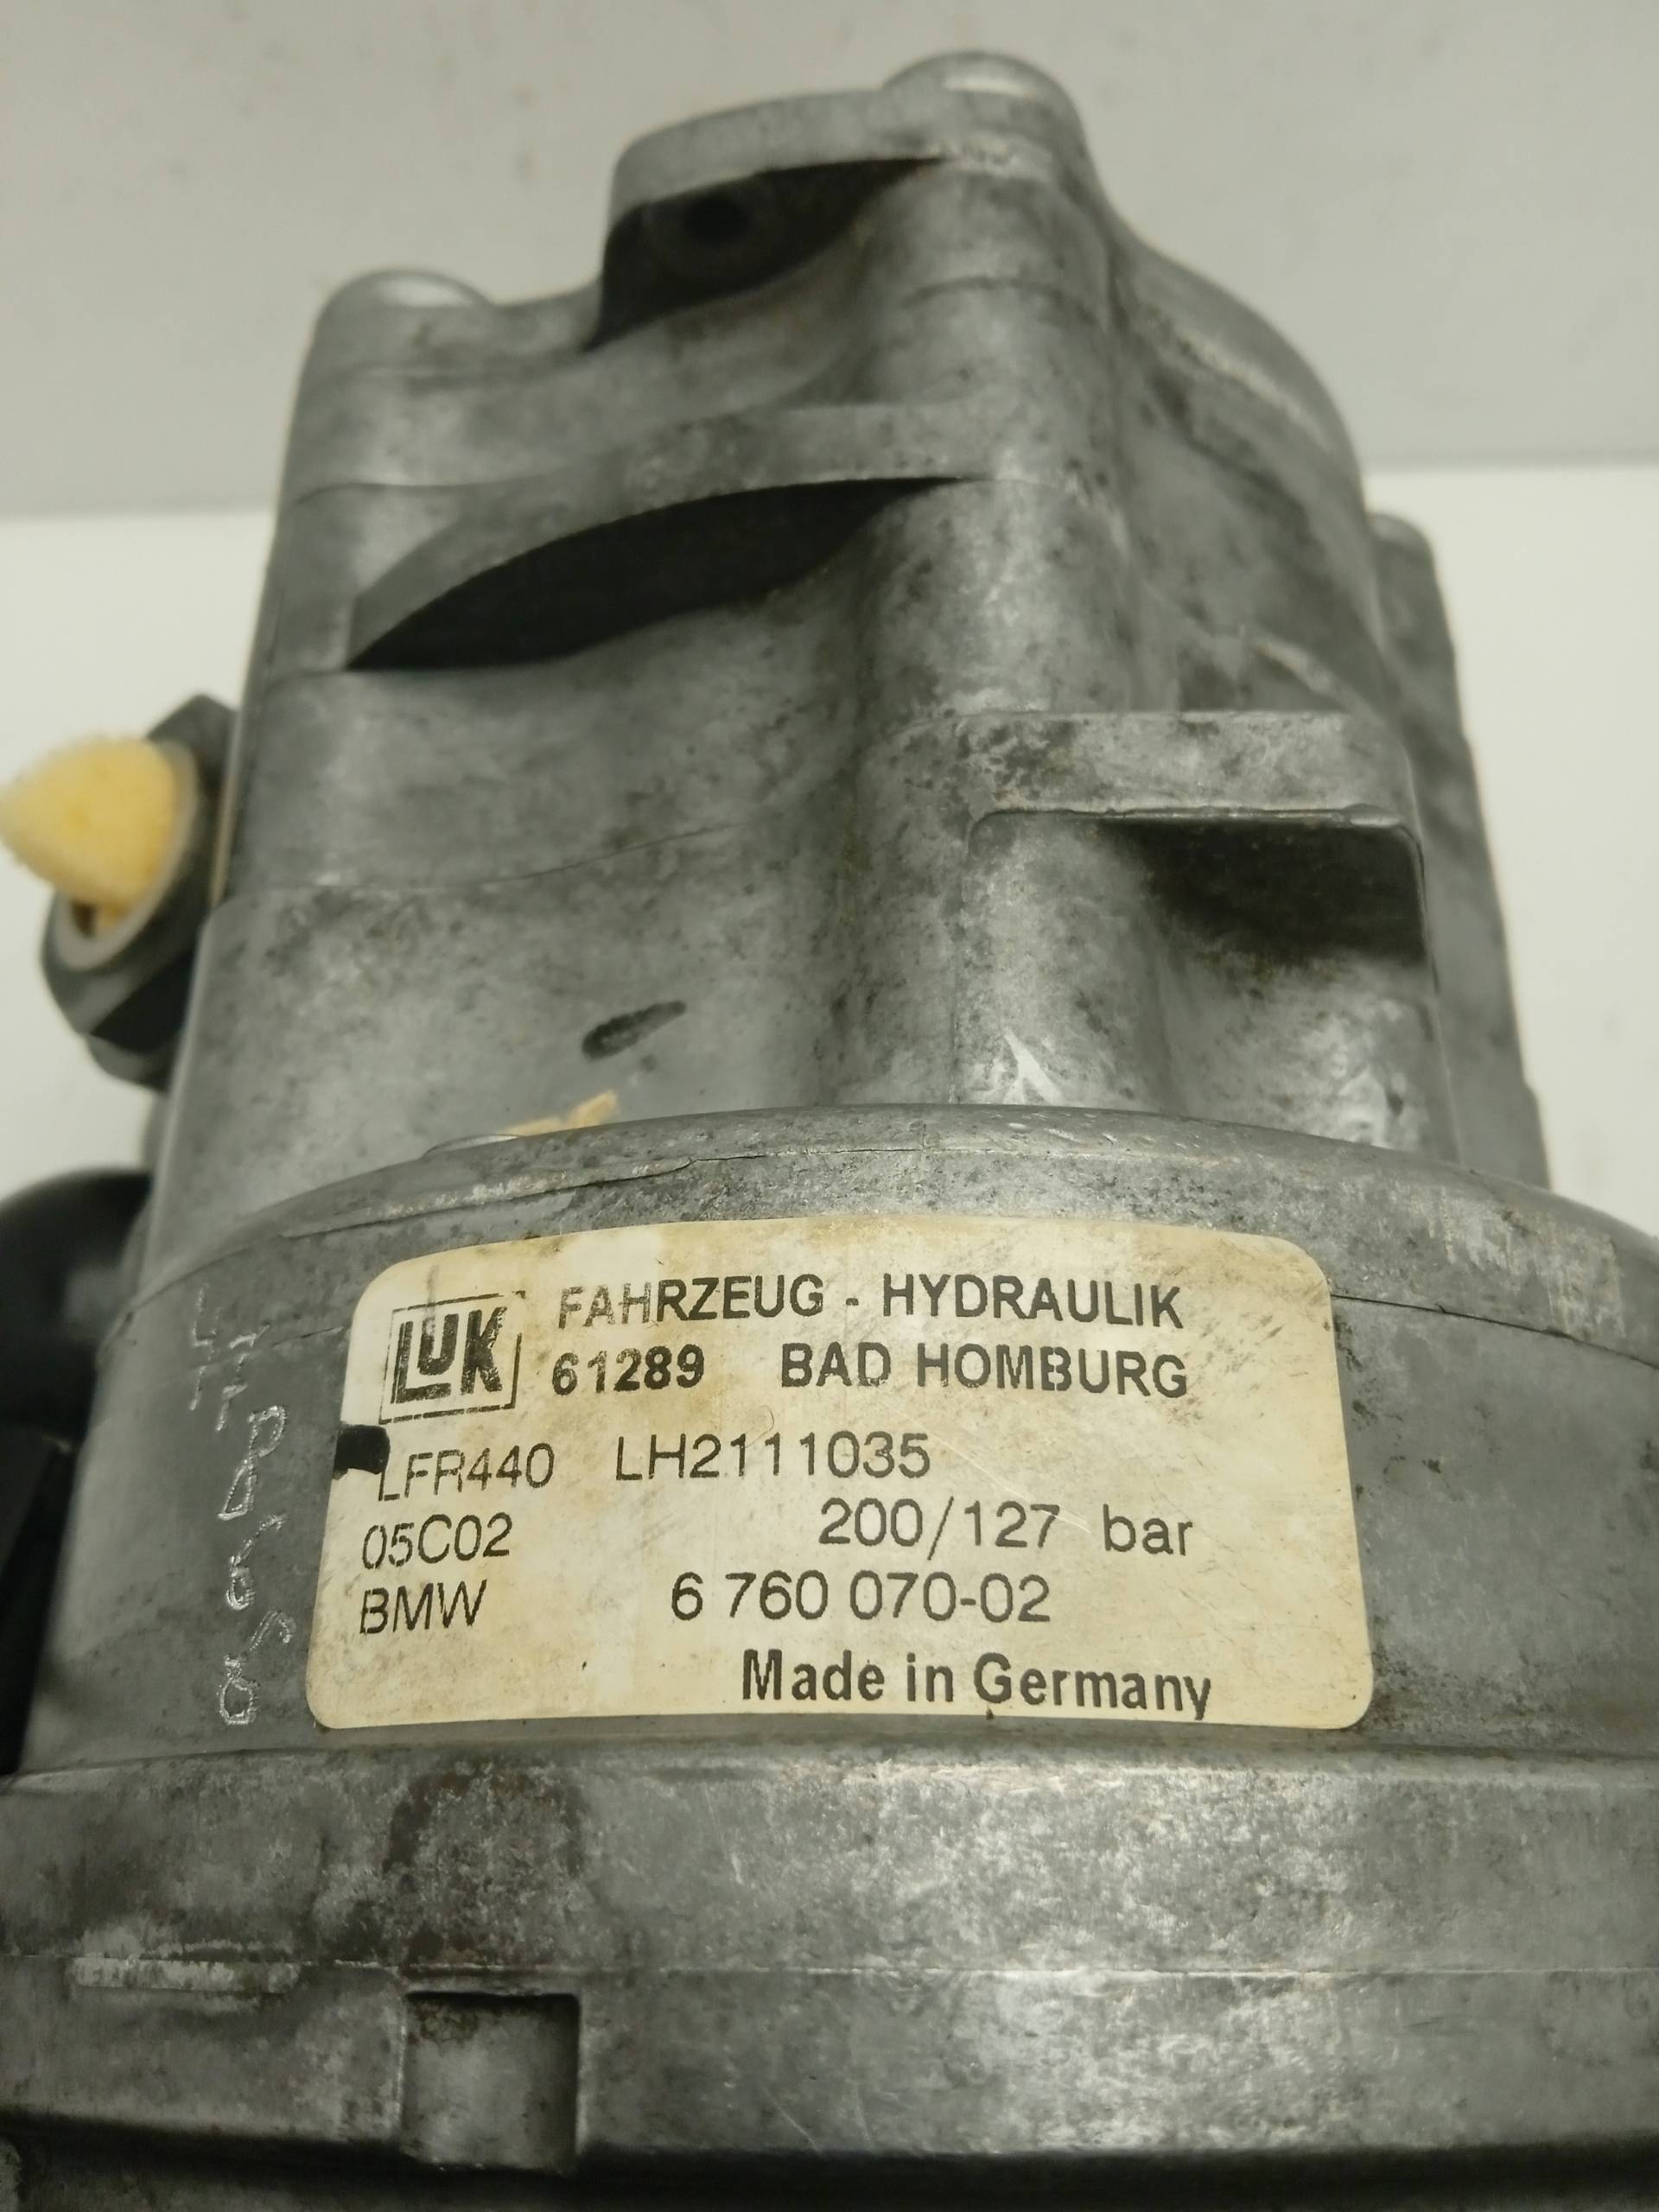 LUK FAHRZEUG - HYDRAULIK
61289 BAD HOMBURG
LFR440 LH2111035
05C02 200/127 bar
BMW 6 760 070-02
Made in Germany